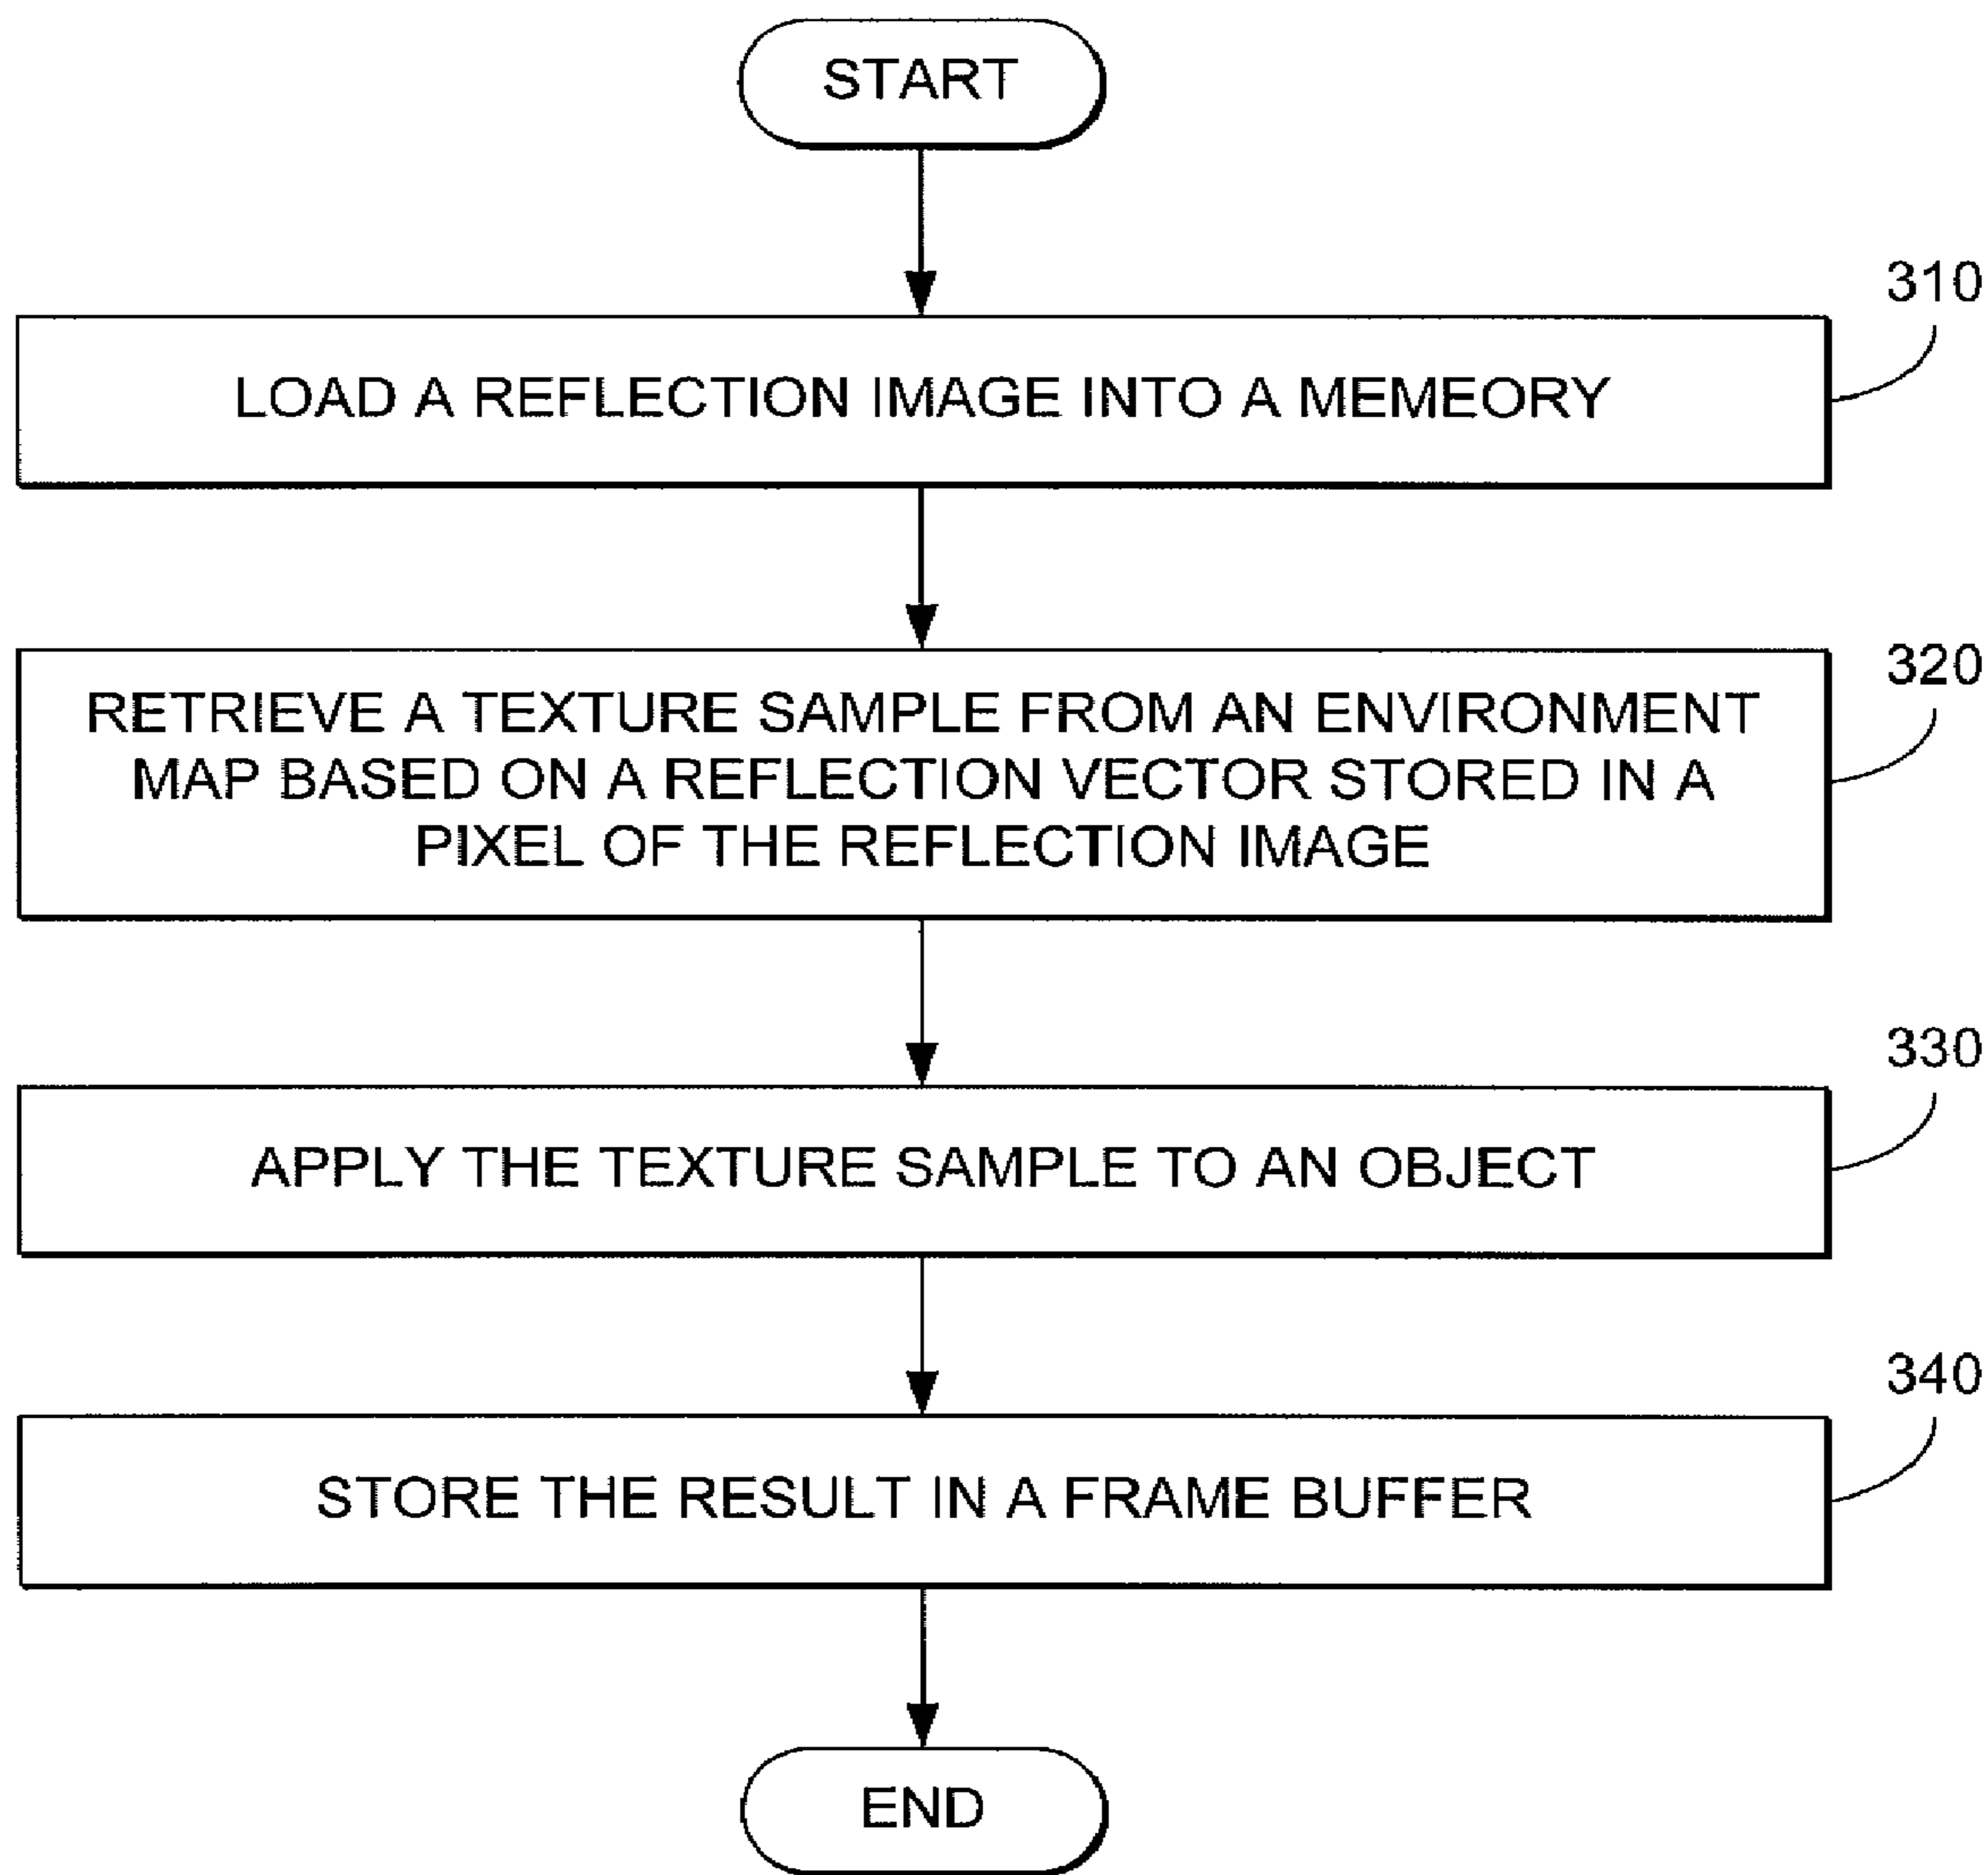 START
310
LOAD A REFLECTION IMAGE INTO A MEMEORY
320
RETRIEVE A TEXTURE SAMPLE FROM AN ENVIRONMENT
MAP BASED ON A REFLECTION VECTOR STORED IN A
PIXEL OF THE REFLECTION IMAGE
330
APPLY THE TEXTURE SAMPLE TO AN OBJECT
340
STORE THE RESULT IN A FRAME BUFFER
END